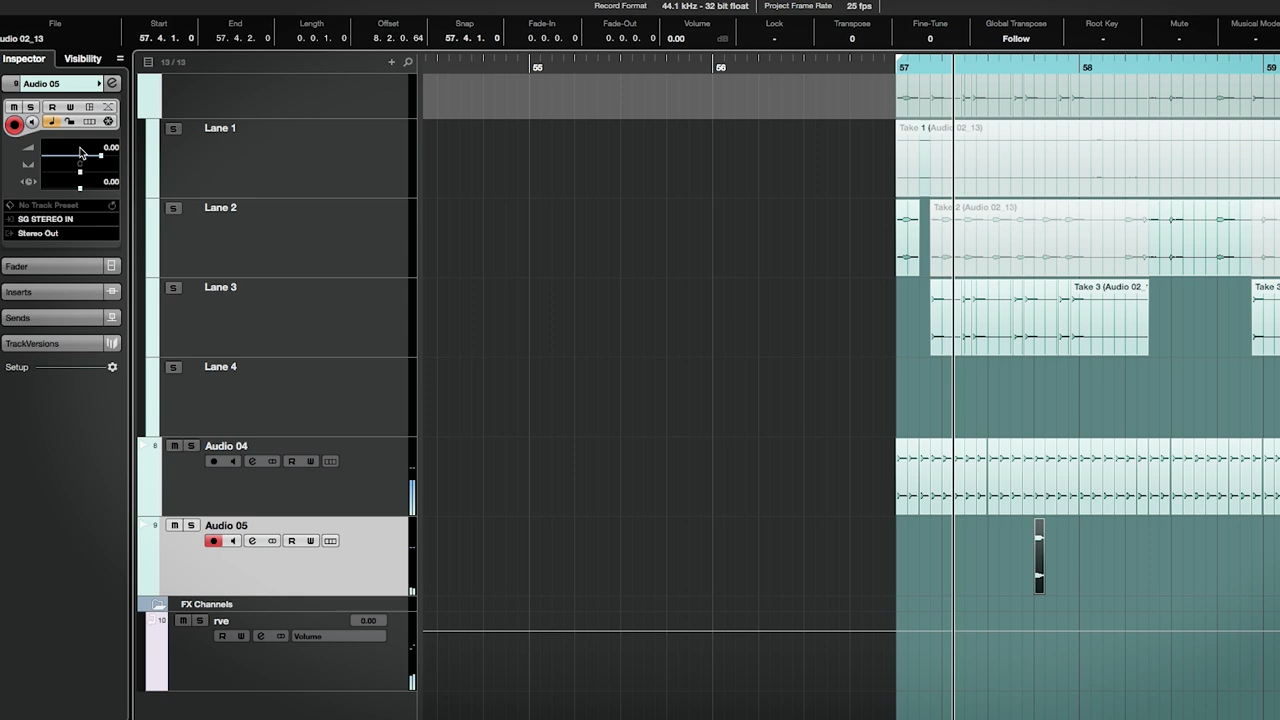 Record Format 44.1 kHz - 32 bit float Project Frame Rate 25 fps
File Start End Length Offset Snap Fade-In Fade-Out Volume Lock Transpose Fine-Tune Global Transpose Root Key Mute Musical Mod
udio 02_13 57. 4. 1. 0 57. 4. 2. 0 0. 0. 1. 0 8. 2. 0. 64 57. 4. 1. 0 0. 0. 0. 0 0. 0. 0. 0 0.00 dB - 0 0 Follow - - -
Inspector Visibility
13 / 13
55 56 57 58 59
9 Audio 05
M S R W
0.00
C
0.00
No Track Preset
SG STEREO IN
Stereo Out
Fader
Inserts
Sends
TrackVersions
Setup
S Lane 1
Take 1 (Audio 02_13)
S Lane 2
Take 2 (Audio 02_13)
S Lane 3
Take 3 (Audio 02_ Take 3
S Lane 4
8 M S Audio 04
e R W
9 M S Audio 05
e R W
FX Channels
10 M S rve 0.00
R W e Volume